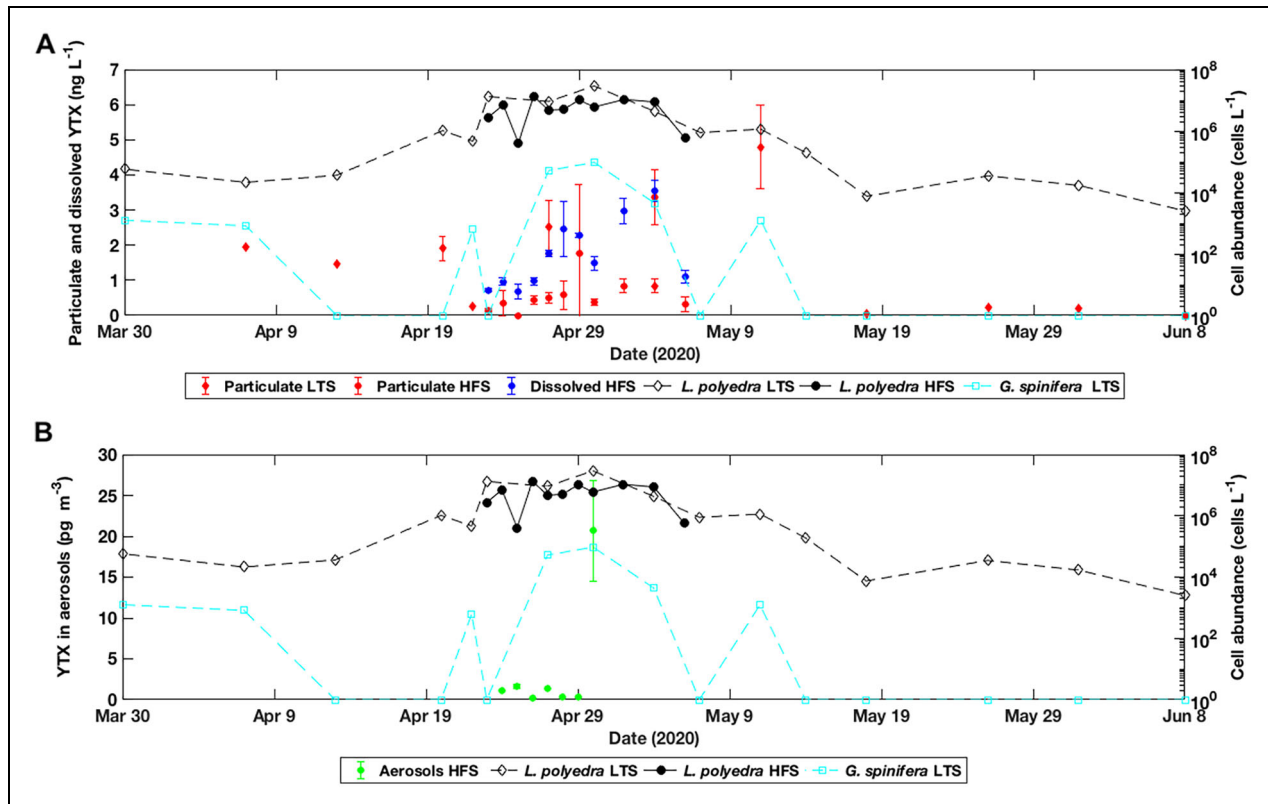 A
Particulate and dissolved YTX (ng L⁻¹)
7
6
5
4
3
2
1
0
10⁸
10⁶
10⁴
10²
10⁰
Cell abundance (cells L⁻¹)
Mar 30 Apr 9 Apr 19 Apr 29 May 9 May 19 May 29 Jun 8
Date (2020)
Particulate LTS Particulate HFS Dissolved HFS L. polyedra LTS L. polyedra HFS G. spinifera LTS
B
YTX in aerosols (pg m⁻³)
30
25
20
15
10
5
0
10⁸
10⁶
10⁴
10²
10⁰
Cell abundance (cells L⁻¹)
Mar 30 Apr 9 Apr 19 Apr 29 May 9 May 19 May 29 Jun 8
Date (2020)
Aerosols HFS L. polyedra LTS L. polyedra HFS G. spinifera LTS